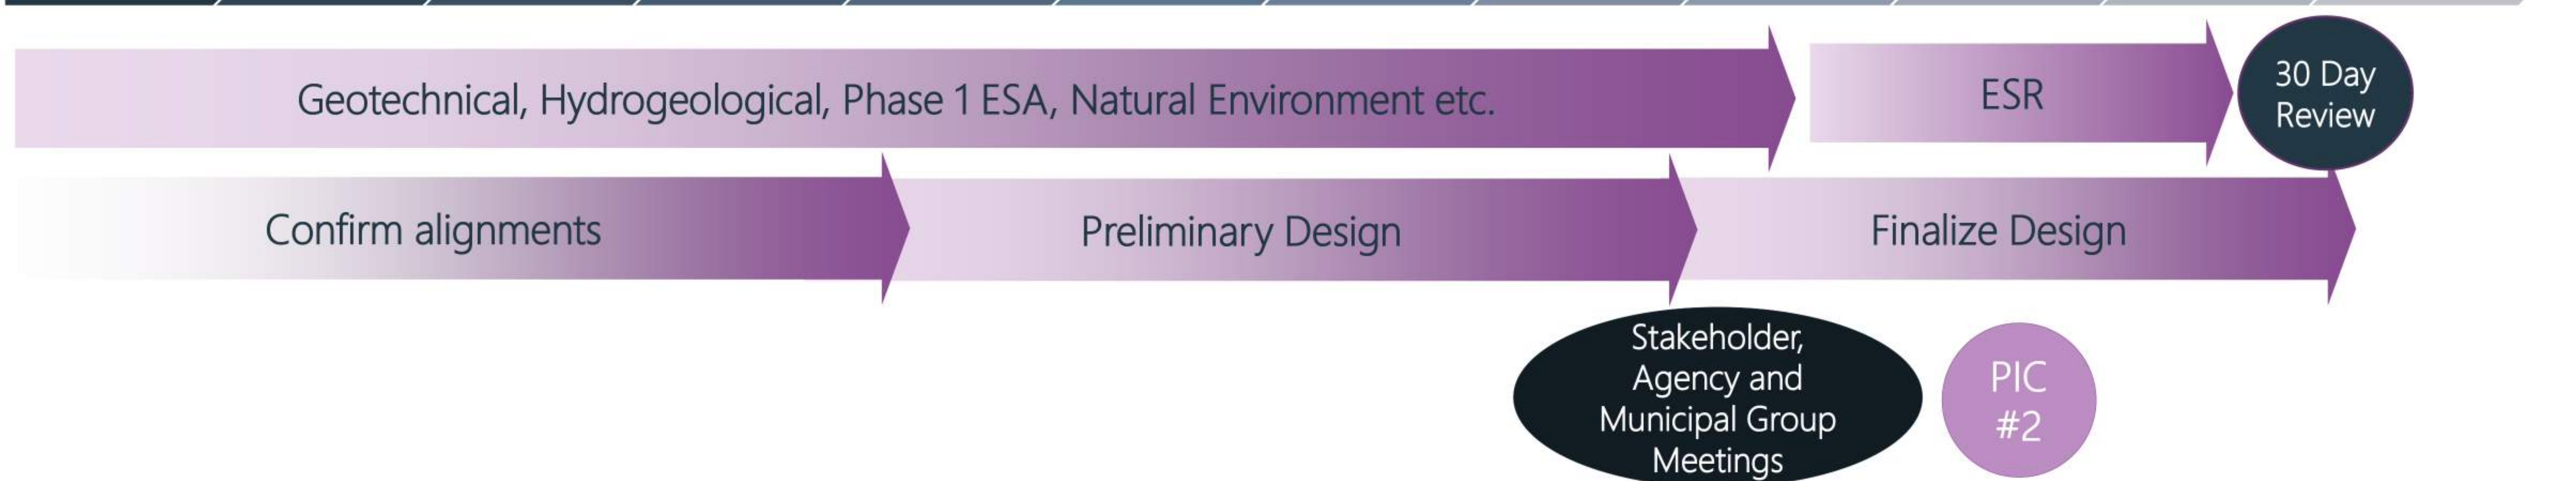 Geotechnical, Hydrogeological, Phase 1 ESA, Natural Environment etc.
ESR
30 Day
Review
Confirm alignments
Preliminary Design
Finalize Design
Stakeholder,
Agency and
Municipal Group
Meetings
PIC
#2